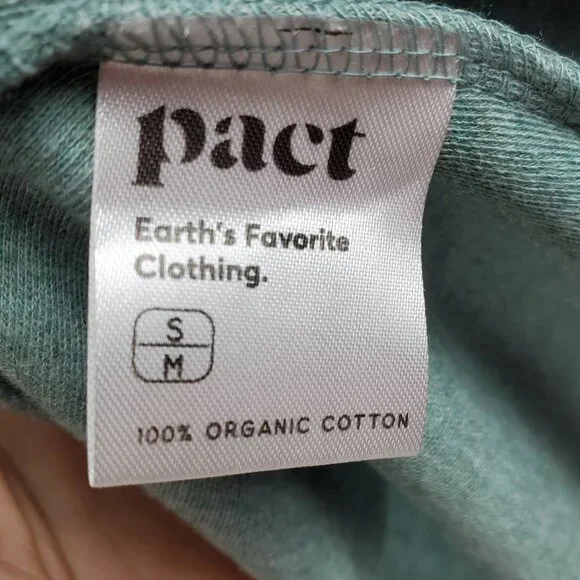 pact
Earth's Favorite
Clothing.
S
M
100% ORGANIC COTTON